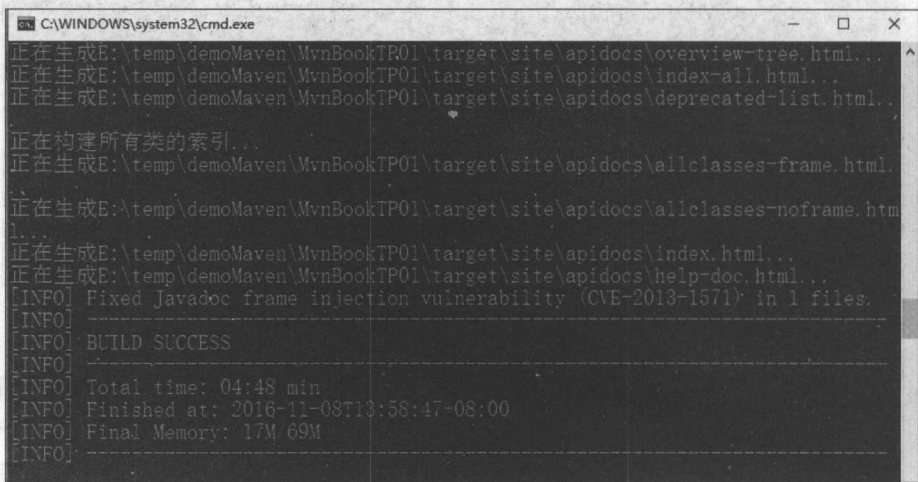 C:\WINDOWS\system32\cmd.exe
正在生成E:\temp\demoMaven\MvnBookTP01\target\site\apidocs\overview-tree.html...
正在生成E:\temp\demoMaven\MvnBookTP01\target\site\apidocs\index-all.html...
正在生成E:\temp\demoMaven\MvnBookTP01\target\site\apidocs\deprecated-list.html..
.
正在构建所有类的索引...
正在生成E:\temp\demoMaven\MvnBookTP01\target\site\apidocs\allclasses-frame.html.
..
正在生成E:\temp\demoMaven\MvnBookTP01\target\site\apidocs\allclasses-noframe.htm
l...
正在生成E:\temp\demoMaven\MvnBookTP01\target\site\apidocs\index.html...
正在生成E:\temp\demoMaven\MvnBookTP01\target\site\apidocs\help-doc.html...
[INFO] Fixed Javadoc frame injection vulnerability (CVE-2013-1571) in 1 files.
[INFO] ------------------------------------------------------------------------
[INFO] BUILD SUCCESS
[INFO] ------------------------------------------------------------------------
[INFO] Total time: 04:48 min
[INFO] Finished at: 2016-11-08T13:58:47-08:00
[INFO] Final Memory: 17M/69M
[INFO] ------------------------------------------------------------------------